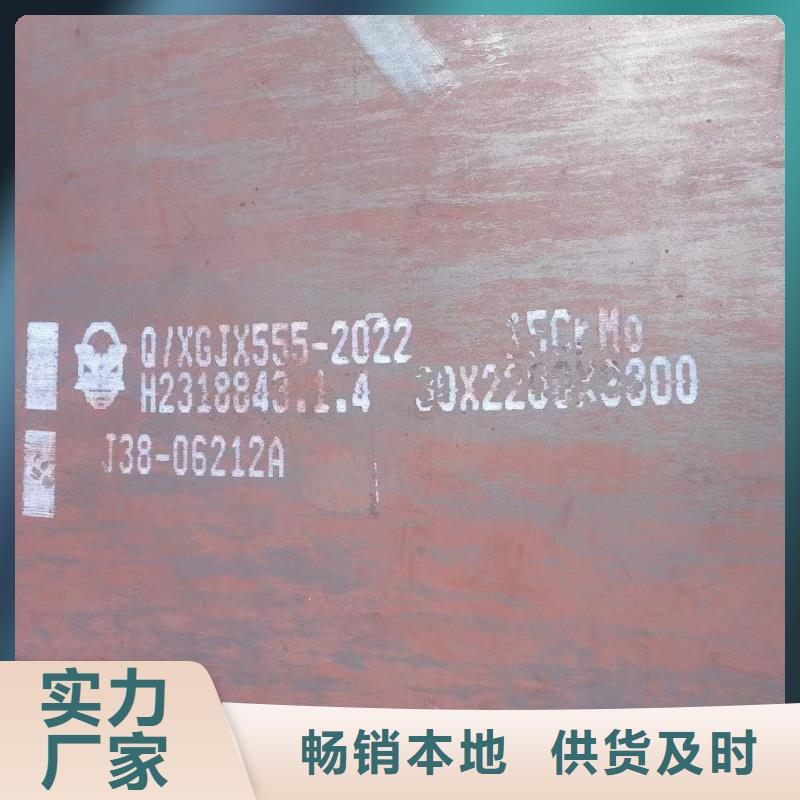 Q/XGJX555-2022 15CrMo
H2318843.1.4 30X2200X8800
J38-06212A
实力
厂家
畅销本地 供货及时